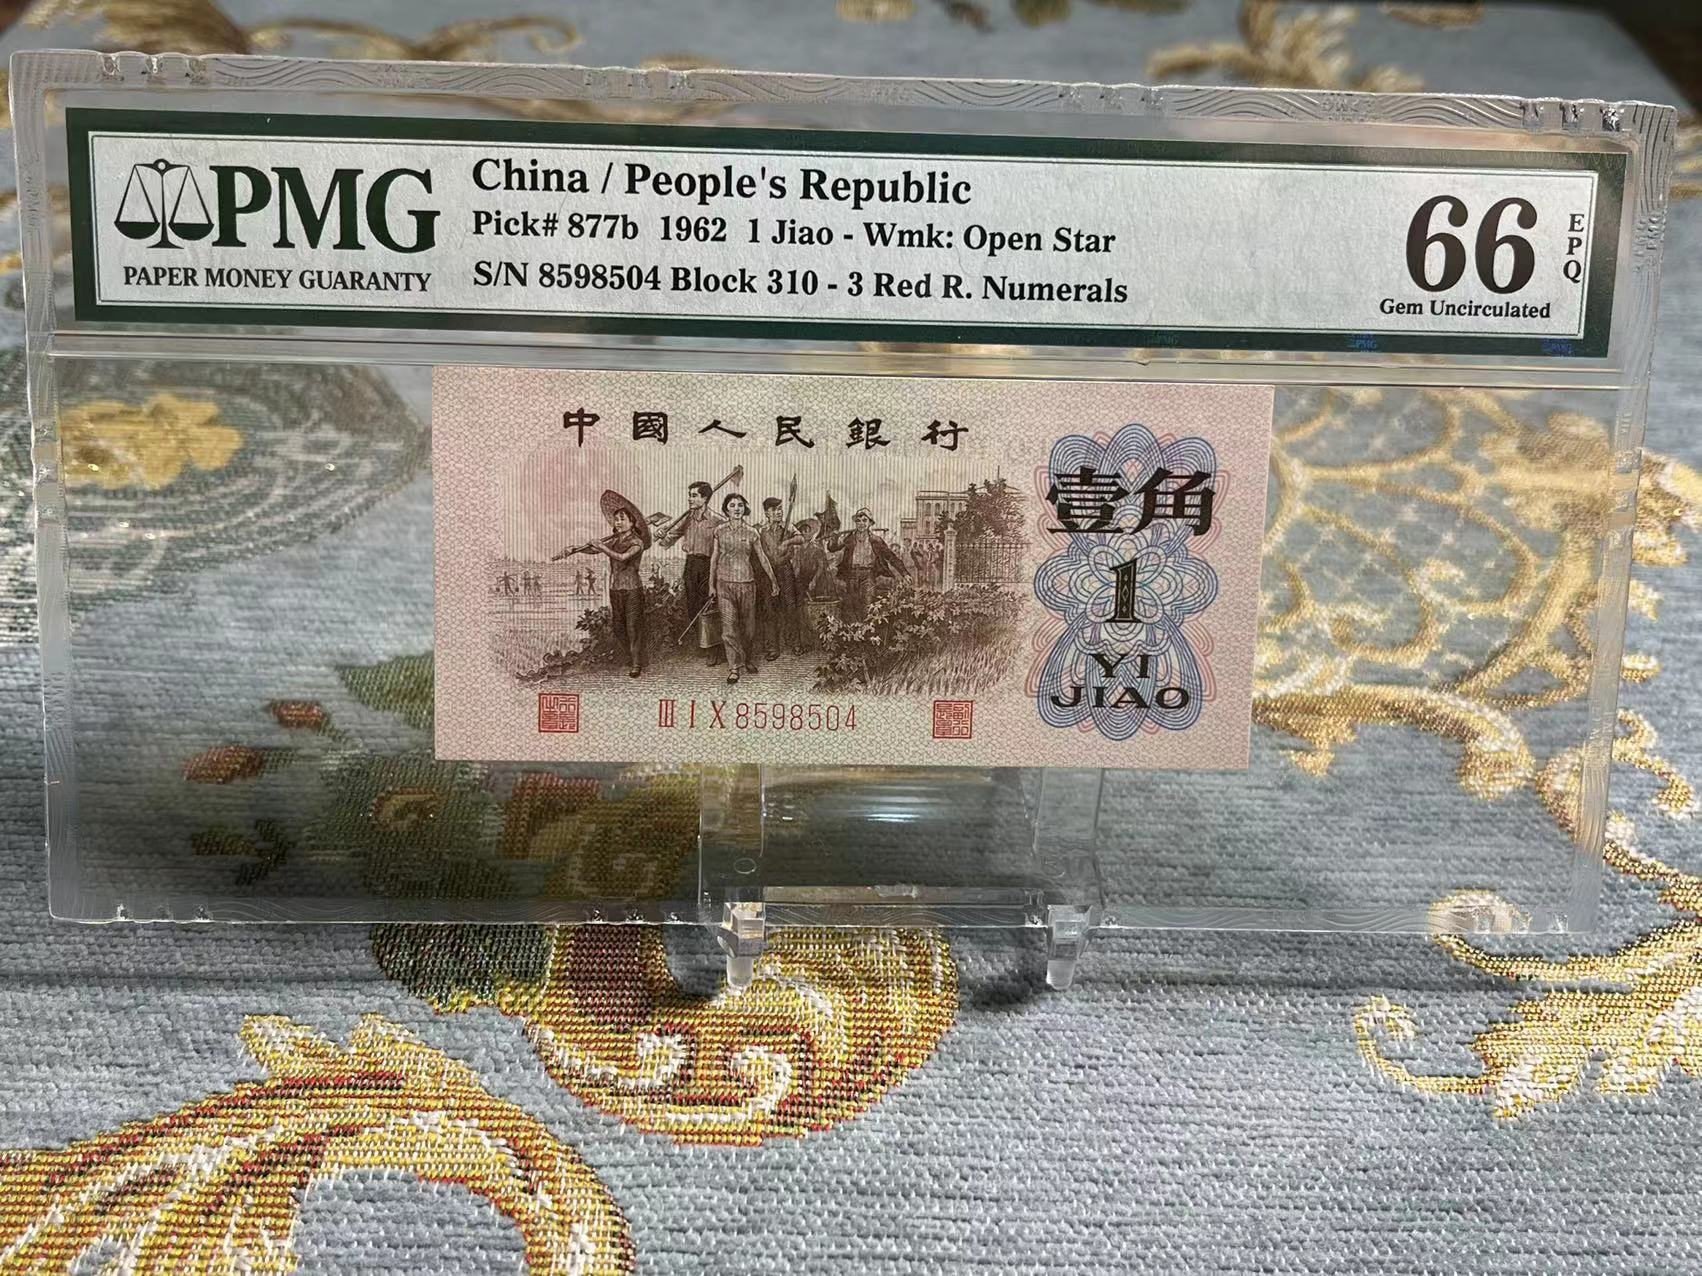 PMG
PAPER MONEY GUARANTY
China / People's Republic
Pick# 877b 1962 1 Jiao - Wmk: Open Star
S/N 8598504 Block 310 - 3 Red R. Numerals
66
EPQ
Gem Uncirculated
中國人民銀行
壹角
1
YI
JIAO
III I X 8598504